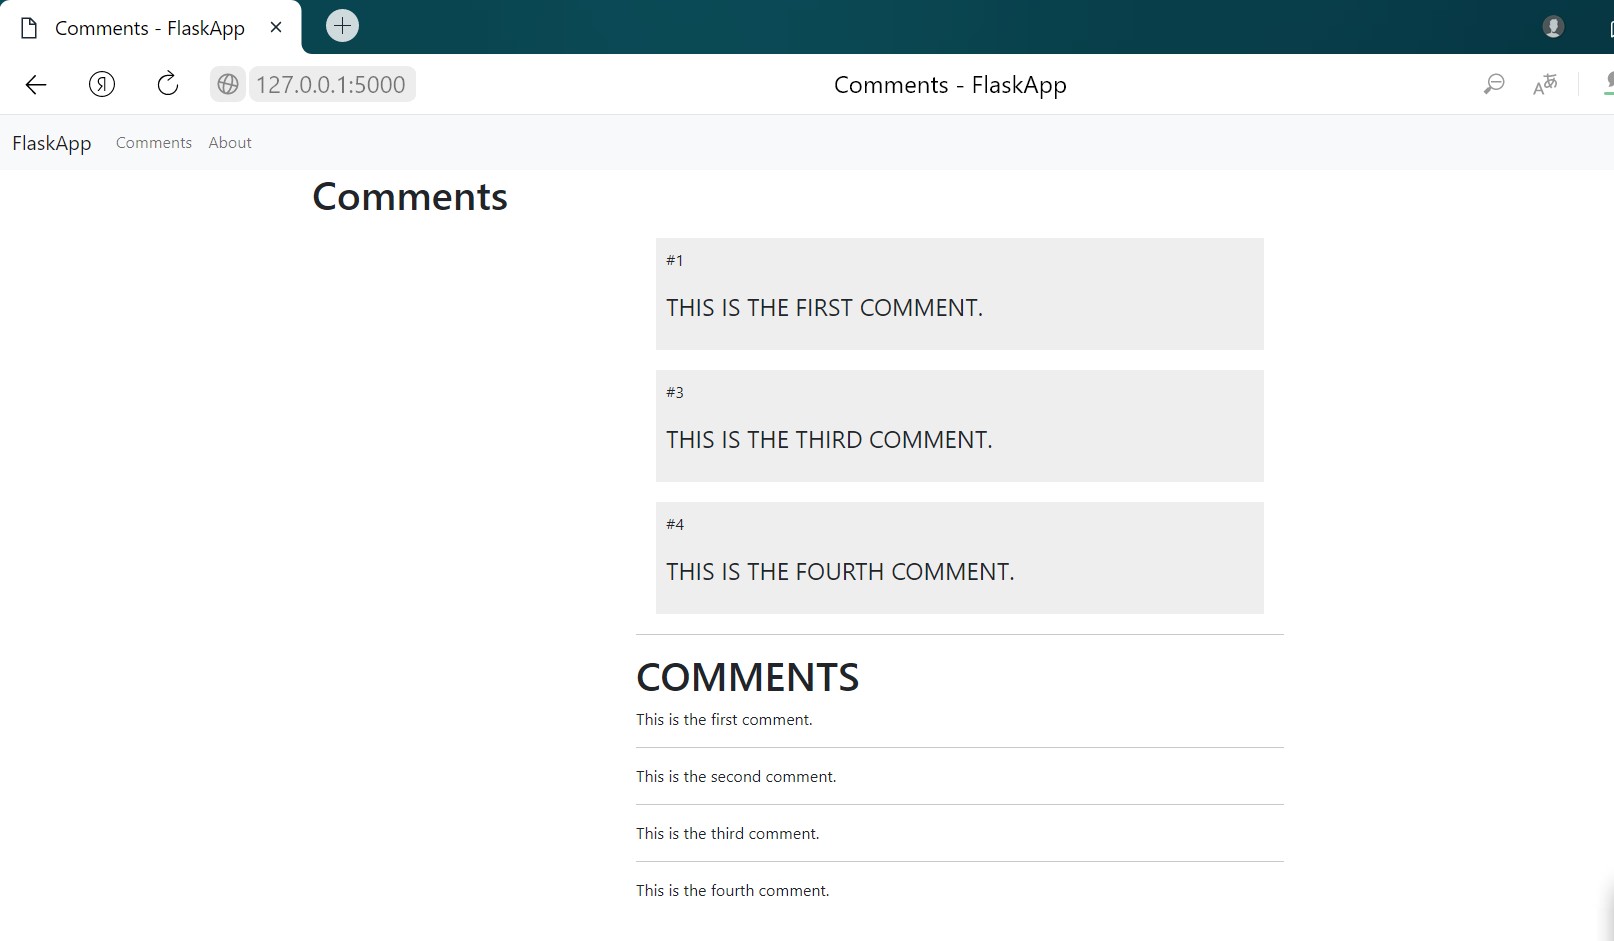 Comments - FlaskApp
Я 127.0.0.1:5000 Comments - FlaskApp Aあ
FlaskApp Comments About
Comments
#1
THIS IS THE FIRST COMMENT.
#3
THIS IS THE THIRD COMMENT.
#4
THIS IS THE FOURTH COMMENT.
COMMENTS
This is the first comment.
This is the second comment.
This is the third comment.
This is the fourth comment.